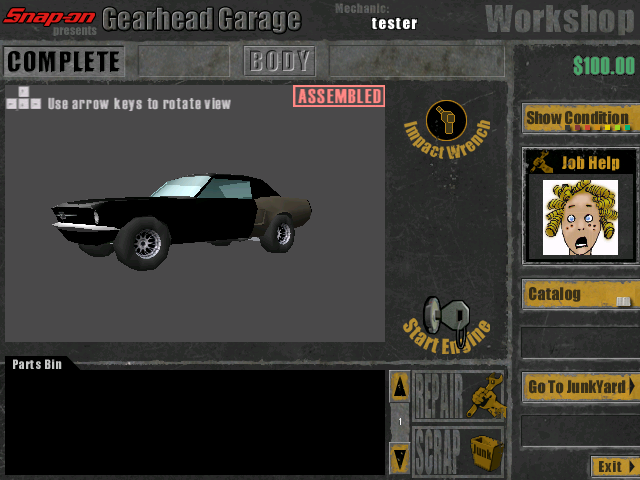 Snap-on
presents
Gearhead Garage
Mechanic:
tester
Workshop
COMPLETE
BODY
$100.00
Use arrow keys to rotate view
ASSEMBLED
Impact Wrench
Show Condition
Job Help
Start Engine
Catalog
Parts Bin
1
REPAIR
Go To JunkYard
SCRAP
Junk
Exit